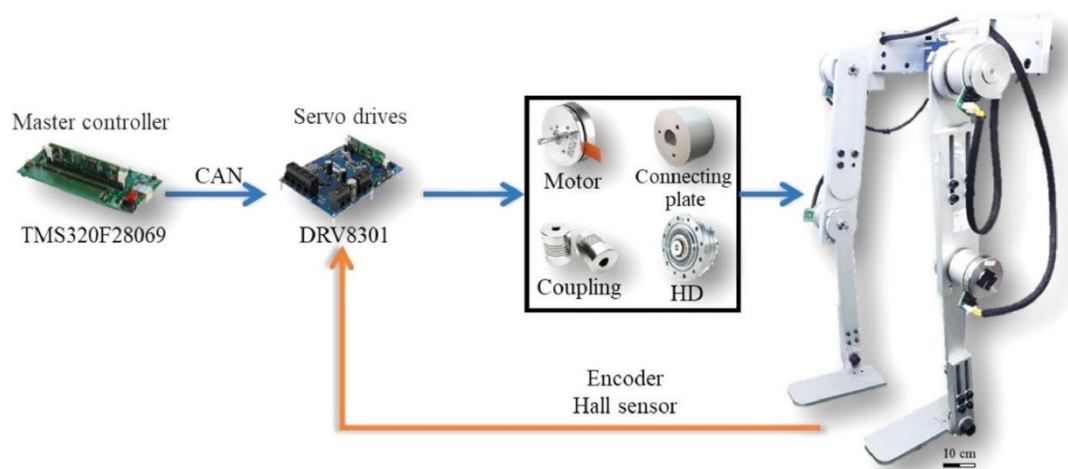 Master controller
TMS320F28069
CAN
Servo drives
DRV8301
Motor
Connecting
plate
Coupling
HD
Encoder
Hall sensor
10 cm